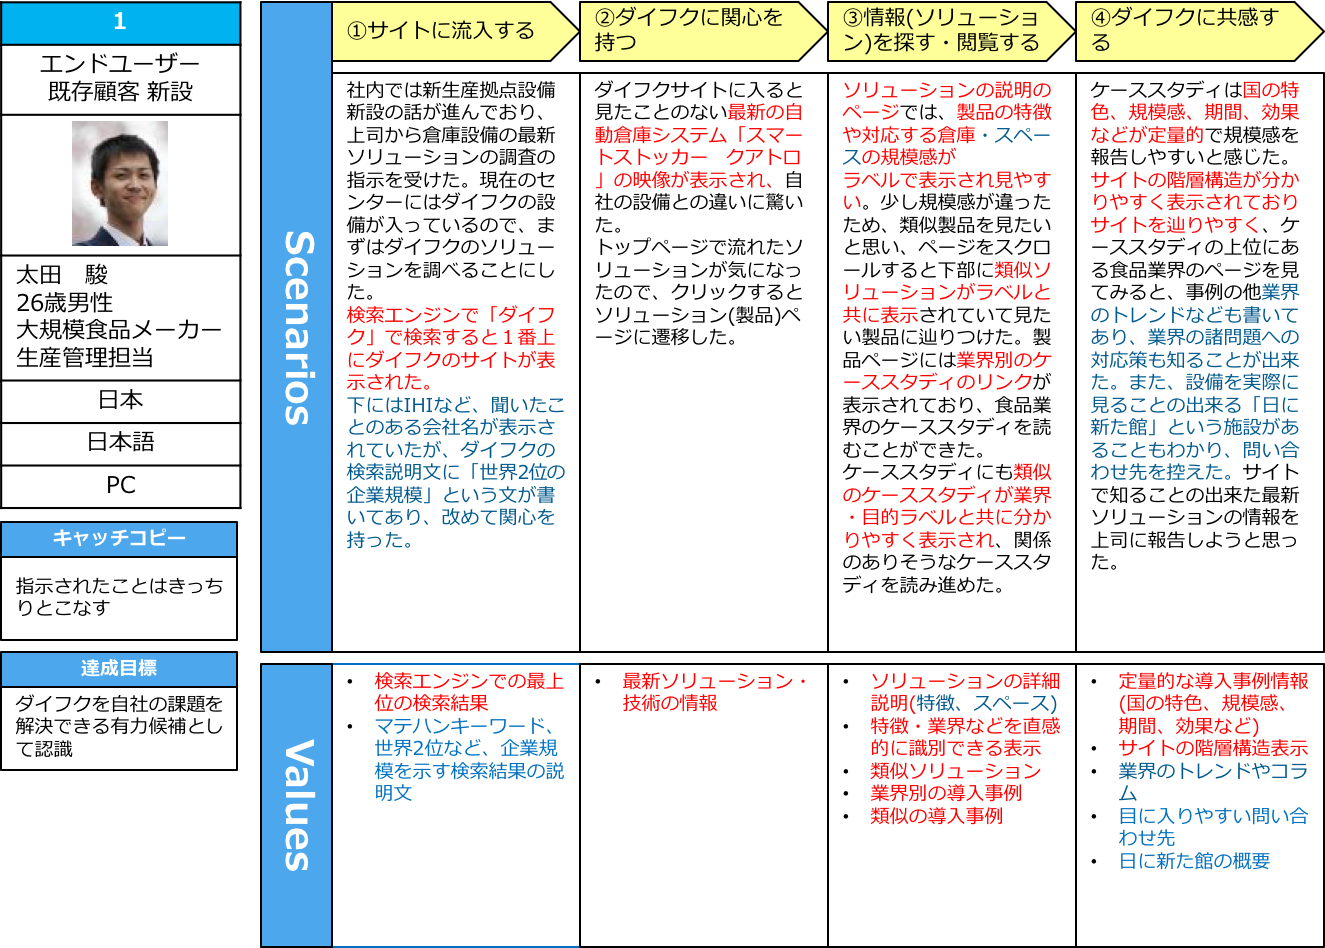 1
エンドユーザー
既存顧客 新設
太田　駿
26歳男性
大規模食品メーカー
生産管理担当
日本
日本語
PC
キャッチコピー
指示されたことはきっち
りとこなす
達成目標
ダイフクを自社の課題を
解決できる有力候補とし
て認識
Scenarios
①サイトに流入する
社内では新生産拠点設備
新設の話が進んでおり、
上司から倉庫設備の最新
ソリューションの調査の
指示を受けた。現在のセ
ンターにはダイフクの設
備が入っているので、ま
ずはダイフクのソリュー
ションを調べることにし
た。
検索エンジンで「ダイフ
ク」で検索すると１番上
にダイフクのサイトが表
示された。
下にはIHIなど、聞いたこ
とのある会社名が表示さ
れていたが、ダイフクの
検索説明文に「世界2位の
企業規模」という文が書
いてあり、改めて関心を
持った。
②ダイフクに関心を
持つ
ダイフクサイトに入ると
見たことのない最新の自
動倉庫システム「スマー
トストッカー　クアトロ
」の映像が表示され、自
社の設備との違いに驚い
た。
トップページで流れたソ
リューションが気になっ
たので、クリックすると
ソリューション(製品)ペ
ージに遷移した。
③情報(ソリューショ
ン)を探す・閲覧する
ソリューションの説明の
ページでは、製品の特徴
や対応する倉庫・スペー
スの規模感が
ラベルで表示され見やす
い。少し規模感が違った
ため、類似製品を見たい
と思い、ページをスクロ
ールすると下部に類似ソ
リューションがラベルと
共に表示されていて見た
い製品に辿りつけた。製
品ページには業界別のケ
ーススタディのリンクが
表示されており、食品業
界のケーススタディを読
むことができた。
ケーススタディにも類似
のケーススタディが業界
・目的ラベルと共に分か
りやすく表示され、関係
のありそうなケーススタ
ディを読み進めた。
④ダイフクに共感す
る
ケーススタディは国の特
色、規模感、期間、効果
などが定量的で規模感を
報告しやすいと感じた。
サイトの階層構造が分か
りやすく表示されており
サイトを辿りやすく、ケ
ーススタディの上位にあ
る食品業界のページを見
てみると、事例の他業界
のトレンドなども書いて
あり、業界の諸問題への
対応策も知ることが出来
た。また、設備を実際に
見ることの出来る「日に
新た館」という施設があ
ることもわかり、問い合
わせ先を控えた。サイト
で知ることの出来た最新
ソリューションの情報を
上司に報告しようと思っ
た。
Values
• 検索エンジンでの最上
位の検索結果
• マテハンキーワード、
世界2位など、企業規
模を示す検索結果の説
明文
• 最新ソリューション・
技術の情報
• ソリューションの詳細
説明(特徴、スペース)
• 特徴・業界などを直感
的に識別できる表示
• 類似ソリューション
• 業界別の導入事例
• 類似の導入事例
• 定量的な導入事例情報
(国の特色、規模感、
期間、効果など)
• サイトの階層構造表示
• 業界のトレンドやコラ
ム
• 目に入りやすい問い合
わせ先
• 日に新た館の概要